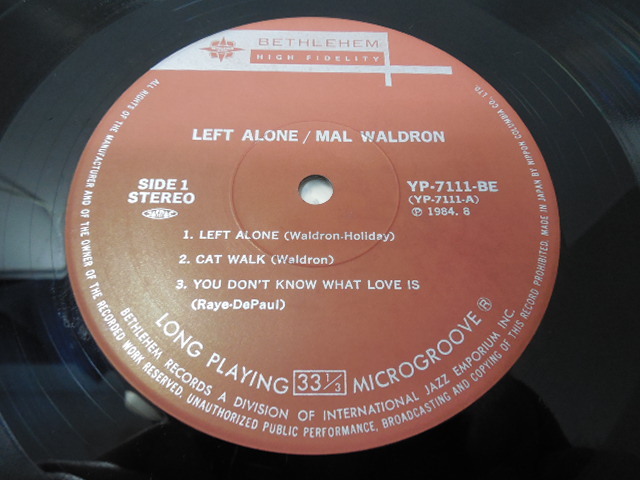 BETHLEHEM
HIGH FIDELITY
LEFT ALONE / MAL WALDRON
SIDE 1
STEREO
YP-7111-BE
(YP-7111-A)
℗ 1984. 8
1. LEFT ALONE (Waldron-Holiday)
2. CAT WALK (Waldron)
3. YOU DON'T KNOW WHAT LOVE IS
(Raye-DePaul)
LONG PLAYING 33 1/3 MICROGROOVE ®
BETHLEHEM RECORDS A DIVISION OF INTERNATIONAL JAZZ EMPORIUM INC.
ALL RIGHTS OF THE MANUFACTURER AND OF THE OWNER OF THE RECORDED WORK RESERVED. UNAUTHORIZED PUBLIC PERFORMANCE, BROADCASTING AND COPYING OF THIS RECORD PROHIBITED. MADE IN JAPAN BY NIPPON COLUMBIA CO., LTD.